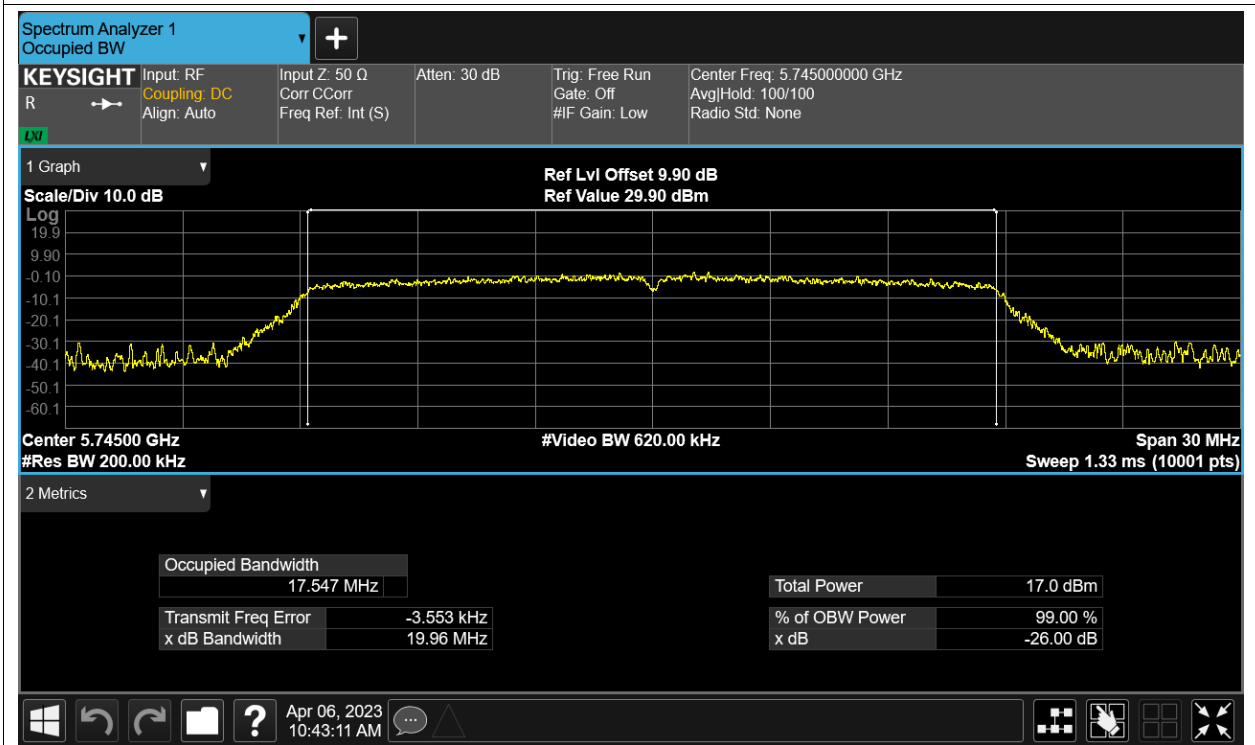 Spectrum Analyzer 1
Occupied BW
KEYSIGHT
R
LXI
Input: RF
Coupling: DC
Align: Auto
Input Z: 50 Ω
Corr CCorr
Freq Ref: Int (S)
Atten: 30 dB
Trig: Free Run
Gate: Off
#IF Gain: Low
Center Freq: 5.745000000 GHz
Avg|Hold: 100/100
Radio Std: None
1 Graph
Scale/Div 10.0 dB
Ref Lvl Offset 9.90 dB
Ref Value 29.90 dBm
Log
19.9
9.90
-0.10
-10.1
-20.1
-30.1
-40.1
-50.1
-60.1
Center 5.74500 GHz
#Res BW 200.00 kHz
#Video BW 620.00 kHz
Span 30 MHz
Sweep 1.33 ms (10001 pts)
2 Metrics
Occupied Bandwidth
17.547 MHz
Transmit Freq Error -3.553 kHz
x dB Bandwidth 19.96 MHz
Total Power 17.0 dBm
% of OBW Power 99.00 %
x dB -26.00 dB
?
Apr 06, 2023
10:43:11 AM